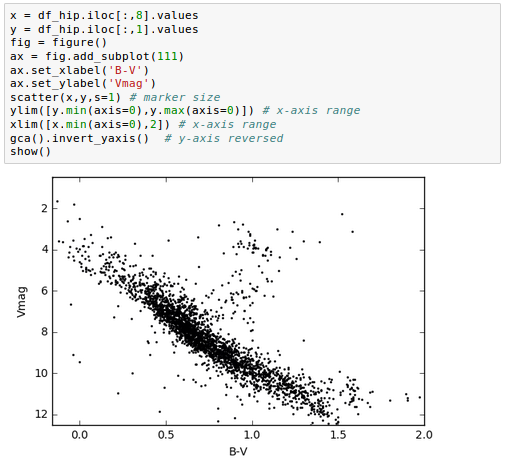 x = df_hip.iloc[:,8].values
y = df_hip.iloc[:,1].values
fig = figure()
ax = fig.add_subplot(111)
ax.set_xlabel('B-V')
ax.set_ylabel('Vmag')
scatter(x,y,s=1) # marker size
ylim([y.min(axis=0),y.max(axis=0)]) # x-axis range
xlim([x.min(axis=0),2]) # x-axis range
gca().invert_yaxis()  # y-axis reversed
show()
2
4
6
8
10
12
Vmag
0.0 0.5 1.0 1.5 2.0
B-V